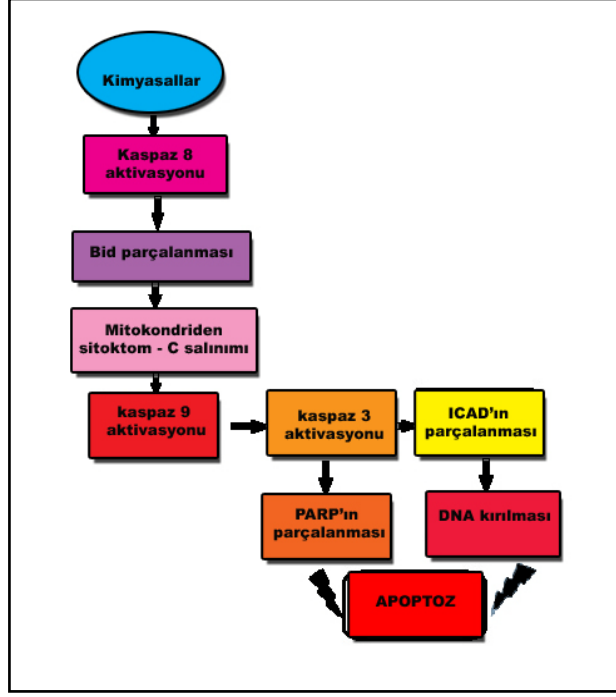 Kimyasallar
Kaspaz 8
aktivasyonu
Bid parçalanması
Mitokondriden
sitoktom - C salınımı
kaspaz 9
aktivasyonu
kaspaz 3
aktivasyonu
ICAD'ın
parçalanması
PARP'ın
parçalanması
DNA kırılması
APOPTOZ